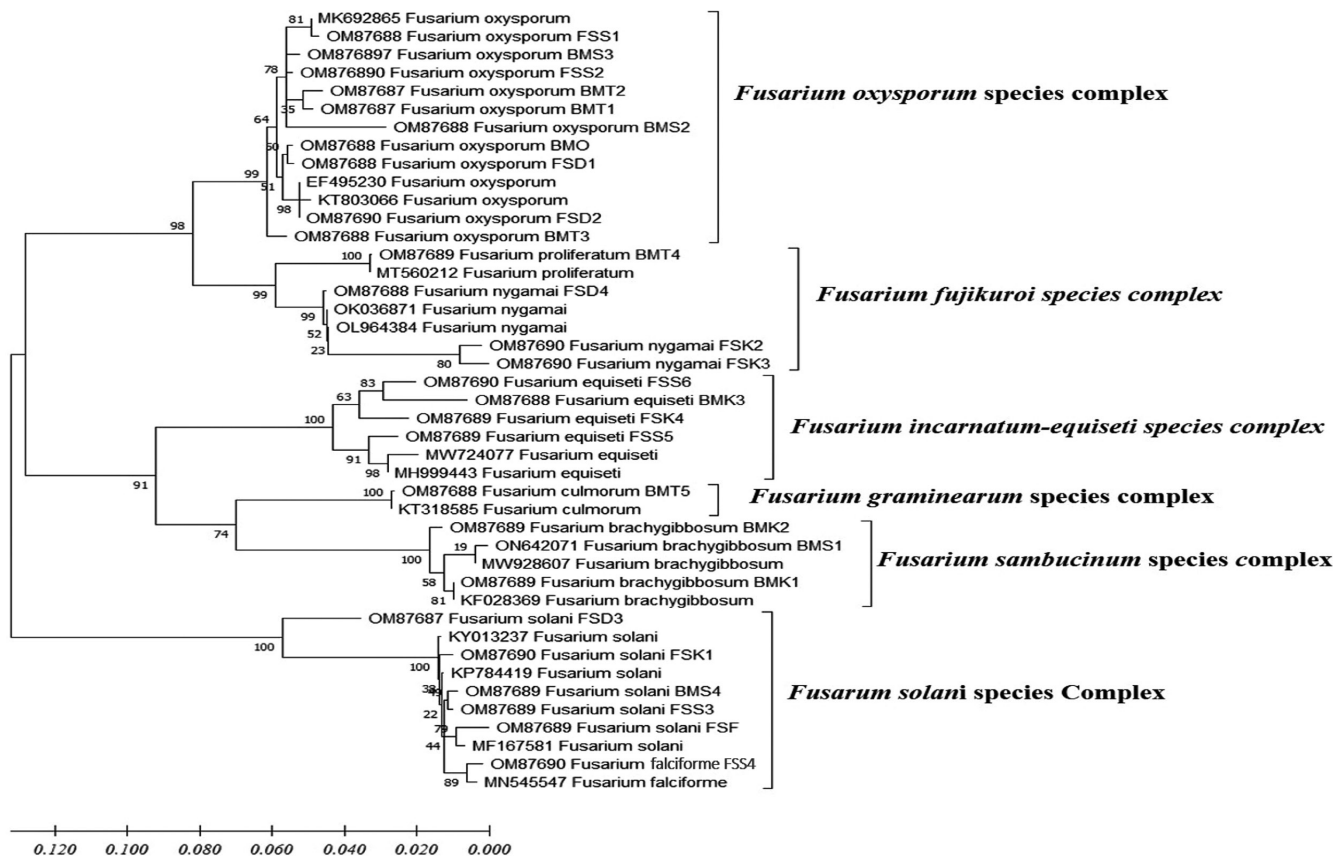 81 MK692865 Fusarium oxysporum
OM87688 Fusarium oxysporum FSS1
OM876897 Fusarium oxysporum BMS3
78 OM876890 Fusarium oxysporum FSS2
OM87687 Fusarium oxysporum BMT2
Fusarium oxysporum species complex
35 OM87687 Fusarium oxysporum BMT1
64 OM87688 Fusarium oxysporum BMS2
OM87688 Fusarium oxysporum BMO
OM87688 Fusarium oxysporum FSD1
99 51 EF495230 Fusarium oxysporum
KT803066 Fusarium oxysporum
98 OM87690 Fusarium oxysporum FSD2
98 OM87688 Fusarium oxysporum BMT3
100 OM87689 Fusarium proliferatum BMT4
MT560212 Fusarium proliferatum
99 OM87688 Fusarium nygamai FSD4
Fusarium fujikuroi species complex
99 OK036871 Fusarium nygamai
52 OL964384 Fusarium nygamai
23 OM87690 Fusarium nygamai FSK2
80 OM87690 Fusarium nygamai FSK3
83 OM87690 Fusarium equiseti FSS6
63 OM87688 Fusarium equiseti BMK3
100 OM87689 Fusarium equiseti FSK4
Fusarium incarnatum-equiseti species complex
OM87689 Fusarium equiseti FSS5
91 MW724077 Fusarium equiseti
98 MH999443 Fusarium equiseti
91 100 OM87688 Fusarium culmorum BMT5
Fusarium graminearum species complex
KT318585 Fusarium culmorum
74 OM87689 Fusarium brachygibbosum BMK2
19 ON642071 Fusarium brachygibbosum BMS1
100 MW928607 Fusarium brachygibbosum
Fusarium sambucinum species complex
58 OM87689 Fusarium brachygibbosum BMK1
81 KF028369 Fusarium brachygibbosum
OM87687 Fusarium solani FSD3
100 KY013237 Fusarium solani
OM87690 Fusarium solani FSK1
100 KP784419 Fusarium solani
OM87689 Fusarium solani BMS4
Fusarum solani species Complex
22 OM87689 Fusarium solani FSS3
OM87689 Fusarium solani FSF
44 MF167581 Fusarium solani
OM87690 Fusarium falciforme FSS4
89 MN545547 Fusarium falciforme
0.120 0.100 0.080 0.060 0.040 0.020 0.000